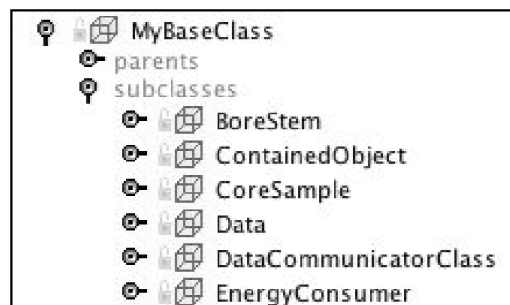 MyBaseClass
parents
subclasses
BoreStem
ContainedObject
CoreSample
Data
DataCommunicatorClass
EnergyConsumer